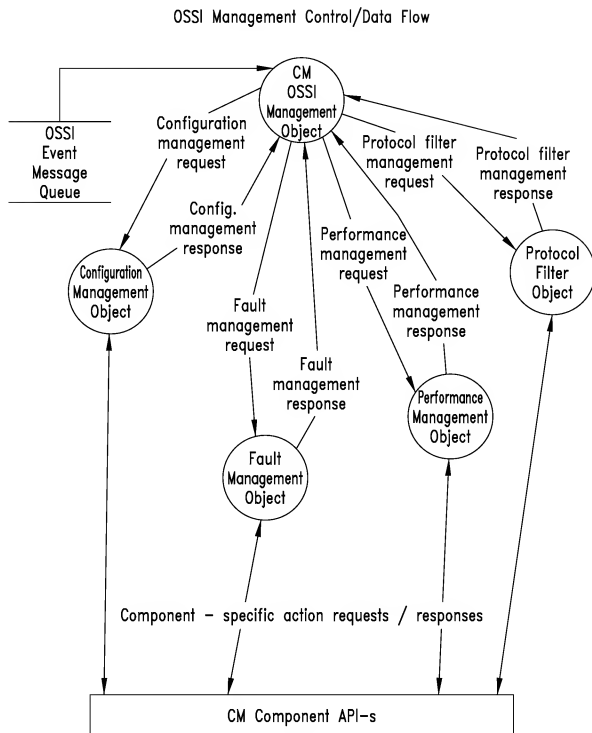 OSSI Management Control/Data Flow
CM
OSSI
Management
Object
OSSI
Event
Message
Queue
Configuration
management
request
Protocol filter
management
request
Protocol filter
management
response
Config.
management
response
Performance
management
request
Configuration
Management
Object
Protocol
Filter
Object
Performance
management
response
Fault
management
request
Fault
management
response
Performance
Management
Object
Fault
Management
Object
Component - specific action requests / responses
CM Component API-s